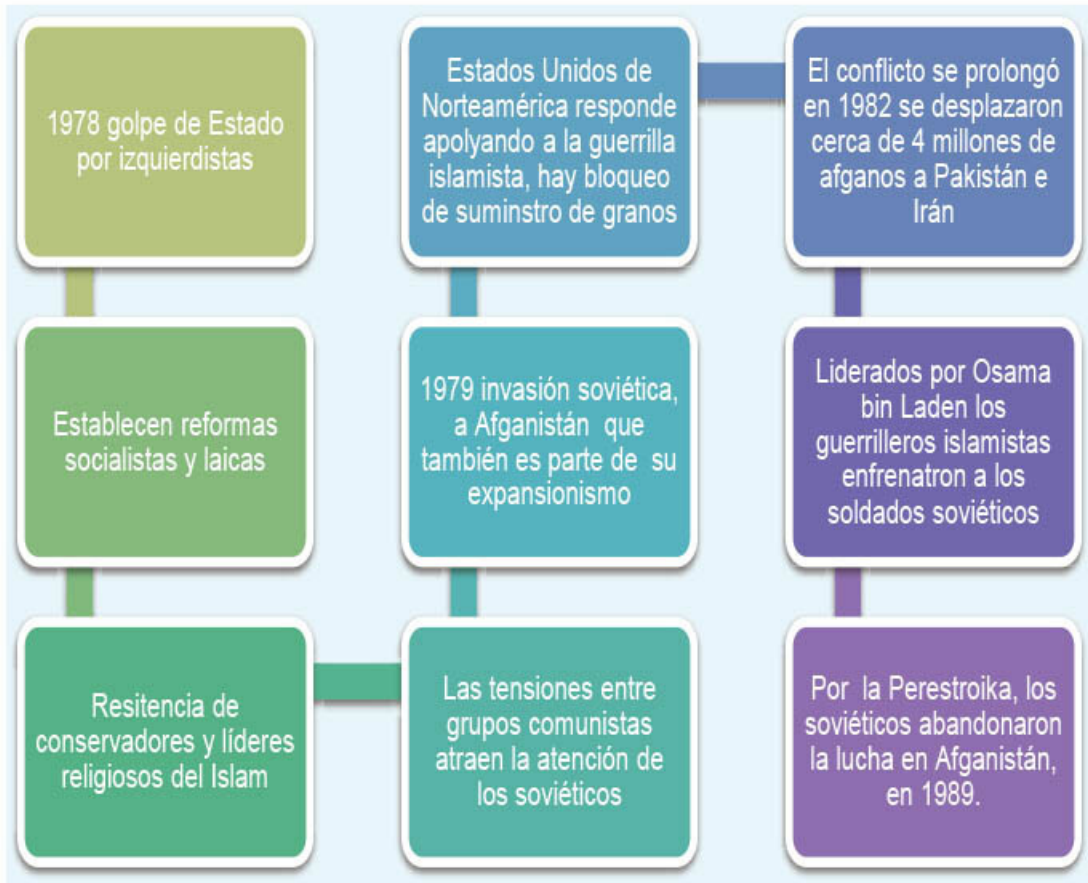 1978 golpe de Estado
por izquierdistas
Establecen reformas
socialistas y laicas
Resitencia de
conservadores y líderes
religiosos del Islam
Las tensiones entre
grupos comunistas
atraen la atención de
los soviéticos
1979 invasión soviética,
a Afganistán que
también es parte de su
expansionismo
Estados Unidos de
Norteamérica responde
apolyando a la guerrilla
islamista, hay bloqueo
de suminstro de granos
El conflicto se prolongó
en 1982 se desplazaron
cerca de 4 millones de
afganos a Pakistán e
Irán
Liderados por Osama
bin Laden los
guerrilleros islamistas
enfrenatron a los
soldados soviéticos
Por la Perestroika, los
soviéticos abandonaron
la lucha en Afganistán,
en 1989.